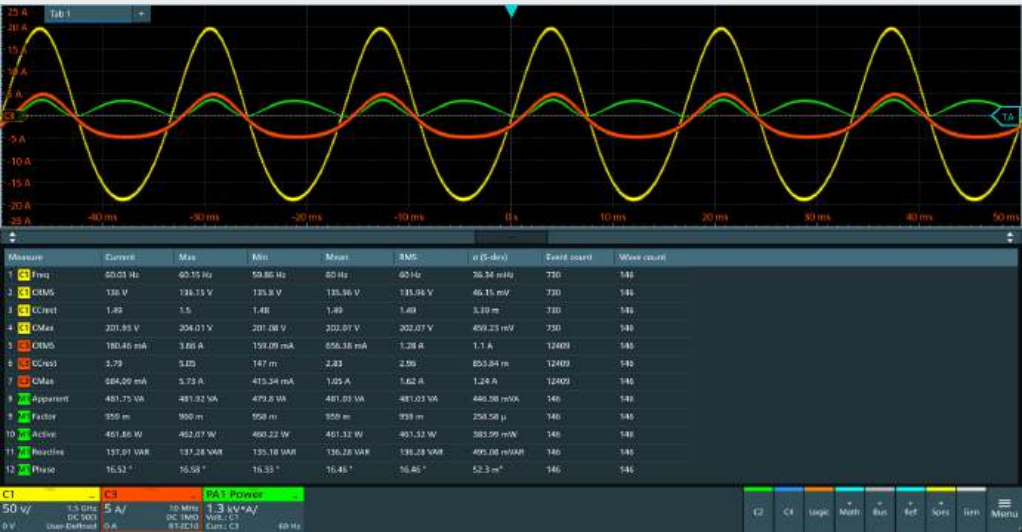 25 A
Tab 1 +
20 A
15 A
10 A
5 A
C3
TA
-5 A
-10 A
-15 A
-20 A
-25 A
-40 ms -30 ms -20 ms -10 ms 0 s 10 ms 20 ms 30 ms 40 ms 50 ms
Measure Current Max Min Mean RMS σ (S-dev) Event count Wave count
1 C1 Freq 60.03 Hz 60.15 Hz 59.86 Hz 60 Hz 60 Hz 36.34 mHz 730 146
2 C1 CRMS 136 V 136.15 V 135.8 V 135.96 V 135.96 V 46.15 mV 730 146
3 C1 CCrest 1.49 1.5 1.48 1.49 1.49 3.39 m 730 146
4 C1 CMax 201.95 V 204.01 V 201.08 V 202.07 V 202.07 V 459.23 mV 730 146
5 C3 CRMS 180.46 mA 3.66 A 159.09 mA 656.38 mA 1.28 A 1.1 A 12409 146
6 C3 CCrest 3.79 5.05 147 m 2.83 2.96 853.84 m 12409 146
7 C3 CMax 684.09 mA 5.73 A 415.34 mA 1.05 A 1.62 A 1.24 A 12409 146
8 M1 Apparent 481.75 VA 481.92 VA 479.8 VA 481.03 VA 481.03 VA 446.98 mVA 146 146
9 M1 Factor 959 m 960 m 958 m 959 m 959 m 258.58 µ 146 146
10 M1 Active 461.86 W 462.07 W 460.22 W 461.32 W 461.32 W 383.99 mW 146 146
11 M1 Reactive 137.01 VAR 137.28 VAR 135.18 VAR 136.28 VAR 136.28 VAR 495.08 mVAR 146 146
12 M1 Phase 16.52 ° 16.58 ° 16.33 ° 16.46 ° 16.46 ° 52.3 m° 146 146
C1 C3 PA1 Power
50 V/ 1.5 GHz 5 A/ 10 MHz 1.3 kV*A/
DC 50Ω DC 1MΩ Volt.: C1
0 V User-Defined 0 A RT-ZC10 Curr.: C3 60 Hz
C2 C4 Logic Math Bus Ref Spec Gen Menu